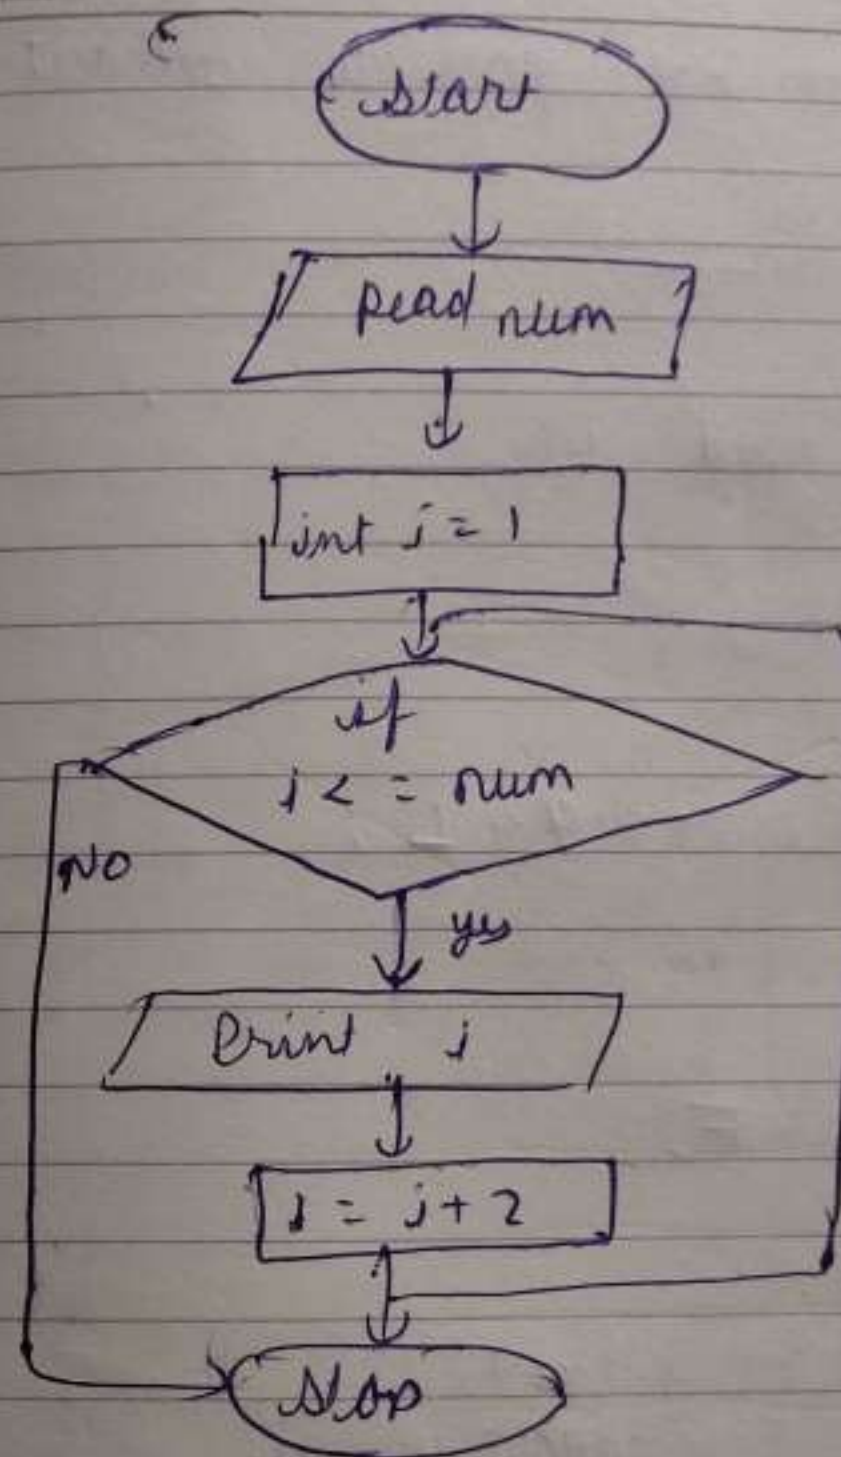 Start
Read num
int i = 1
if
i < = num
NO
yes
Print i
i = i + 2
Stop